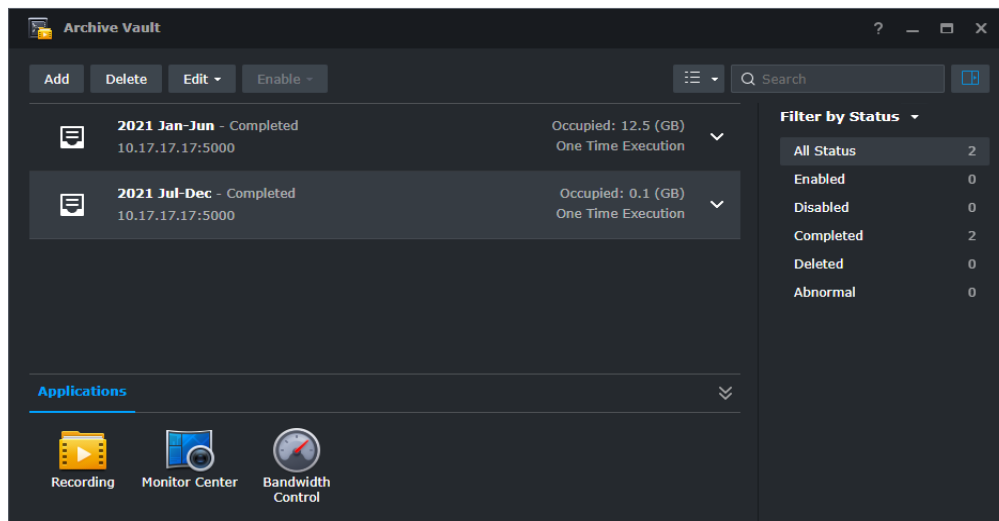 Archive Vault
?
Add Delete Edit Enable Search
2021 Jan-Jun - Completed Occupied: 12.5 (GB)
10.17.17.17:5000 One Time Execution
2021 Jul-Dec - Completed Occupied: 0.1 (GB)
10.17.17.17:5000 One Time Execution
Filter by Status
All Status 2
Enabled 0
Disabled 0
Completed 2
Deleted 0
Abnormal 0
Applications
Recording Monitor Center Bandwidth
Control